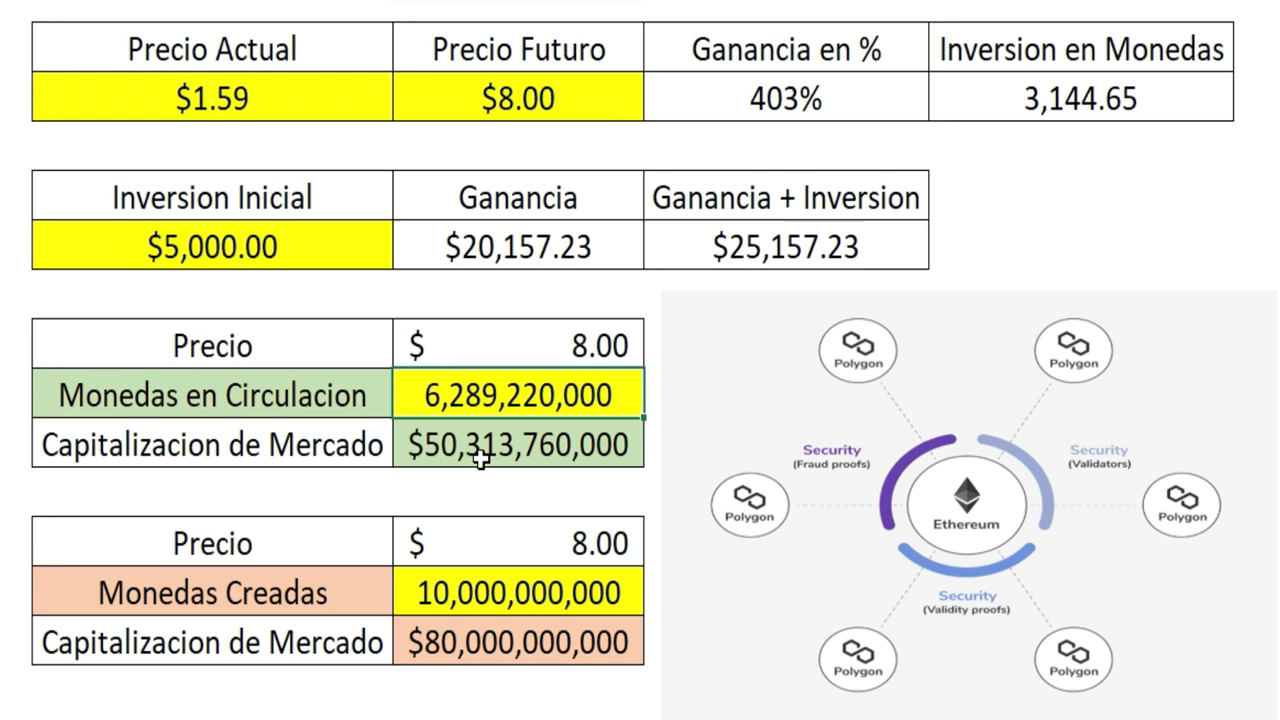 Precio Actual Precio Futuro Ganancia en % Inversion en Monedas
$1.59 $8.00 403% 3,144.65
Inversion Inicial Ganancia Ganancia + Inversion
$5,000.00 $20,157.23 $25,157.23
Precio $ 8.00
Monedas en Circulacion 6,289,220,000
Capitalizacion de Mercado $50,313,760,000
Precio $ 8.00
Monedas Creadas 10,000,000,000
Capitalizacion de Mercado $80,000,000,000
Polygon
Polygon
Security
(Fraud proofs)
Security
(Validators)
Polygon
Ethereum
Polygon
Security
(Validity proofs)
Polygon
Polygon